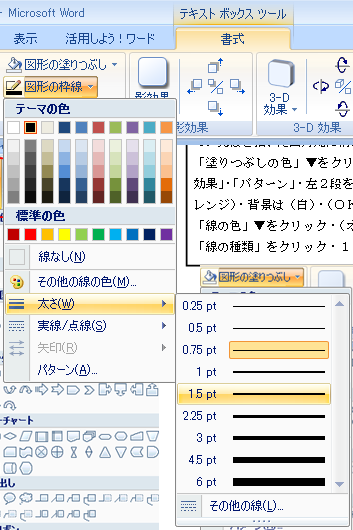 - Microsoft Word
テキスト ボックス ツール
表示 活用しよう！ワード 書式
図形の塗りつぶし
図形の枠線
影効果
3-D 効果
影効果 3-D 効果
テーマの色
標準の色
線なし(N)
その他の線の色(M)...
太さ(W)
実線/点線(S)
矢印(R)
パターン(A)...
「塗りつぶしの色」▼をクリ
効果」・「パターン」・左２段を
レンジ）・背景は（白）・（ＯＫ
「線の色」▼をクリック・（オ
「線の種類」をクリック・１
図形の塗りつぶし
0.25 pt
0.5 pt
0.75 pt
1 pt
1.5 pt
2.25 pt
3 pt
4.5 pt
6 pt
その他の線(L)...
ーチャート
出し